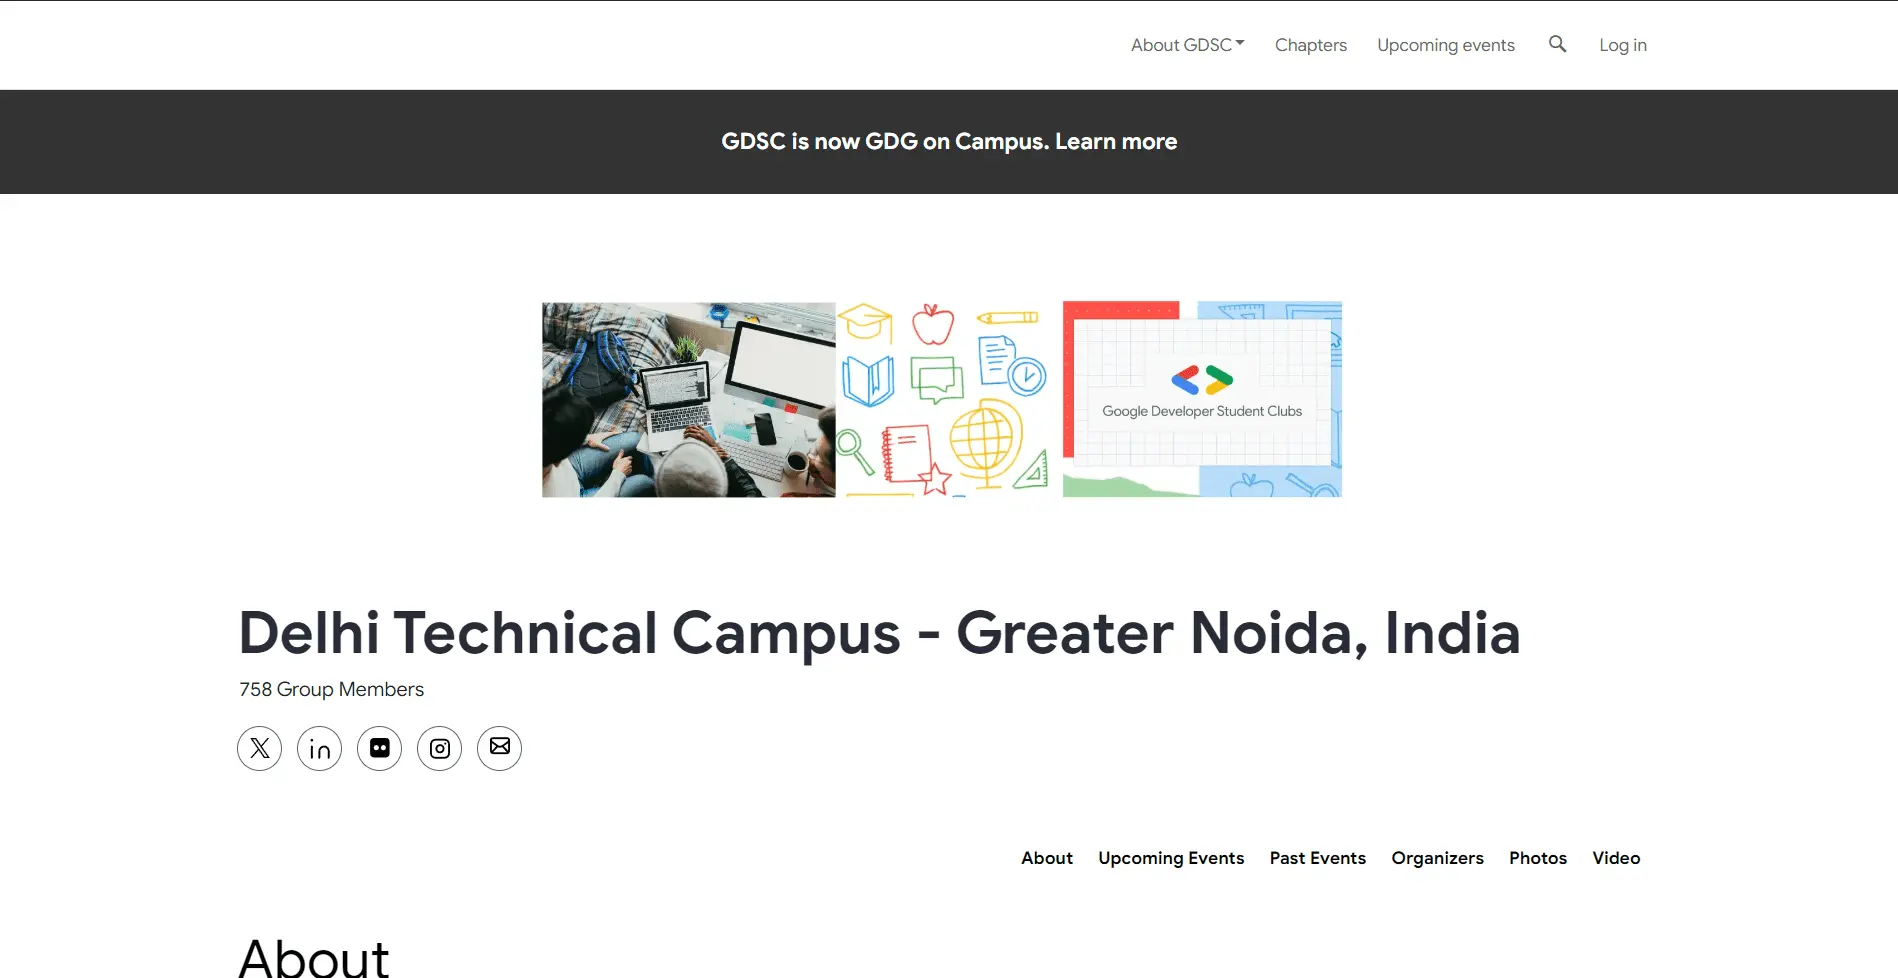 About GDSC
Chapters
Upcoming events
Log in
GDSC is now GDG on Campus. Learn more
Google Developer Student Clubs
Delhi Technical Campus - Greater Noida, India
758 Group Members
About
Upcoming Events
Past Events
Organizers
Photos
Video
About